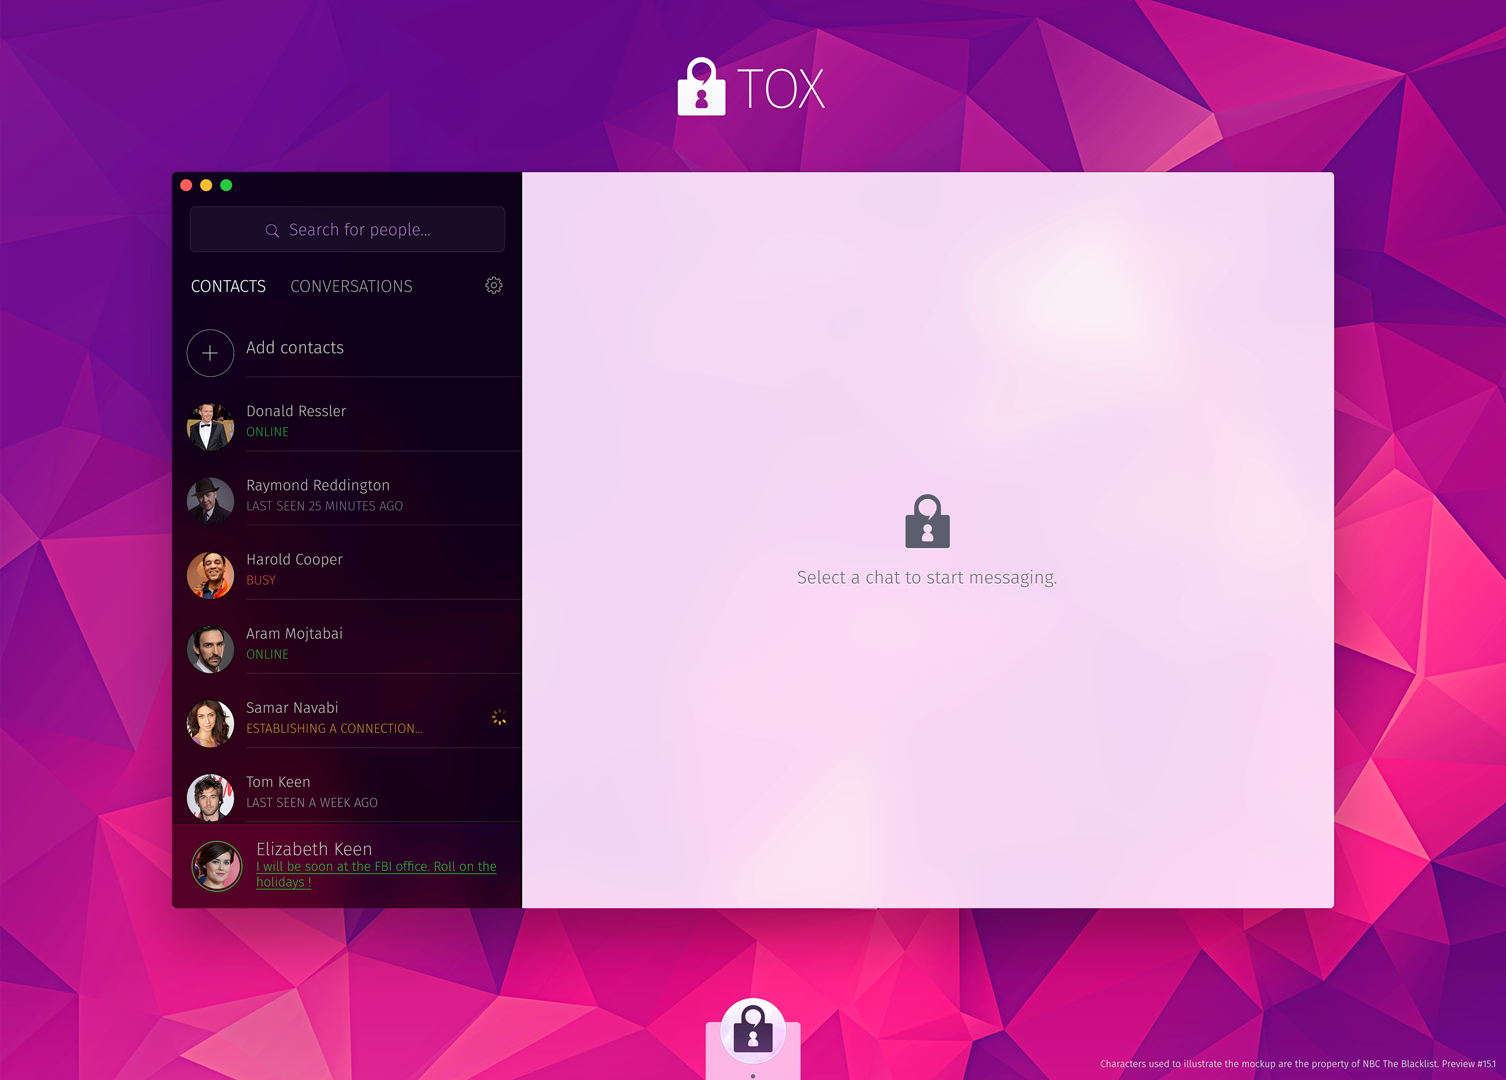 TOX
Search for people...
CONTACTS
CONVERSATIONS
Add contacts
Donald Ressler
ONLINE
Raymond Reddington
LAST SEEN 25 MINUTES AGO
Harold Cooper
BUSY
Aram Mojtabai
ONLINE
Samar Navabi
ESTABLISHING A CONNECTION...
Tom Keen
LAST SEEN A WEEK AGO
Elizabeth Keen
I will be soon at the FBI office. Roll on the
holidays !
Select a chat to start messaging.
Characters used to illustrate the mockup are the property of NBC The Blacklist. Preview #15.1